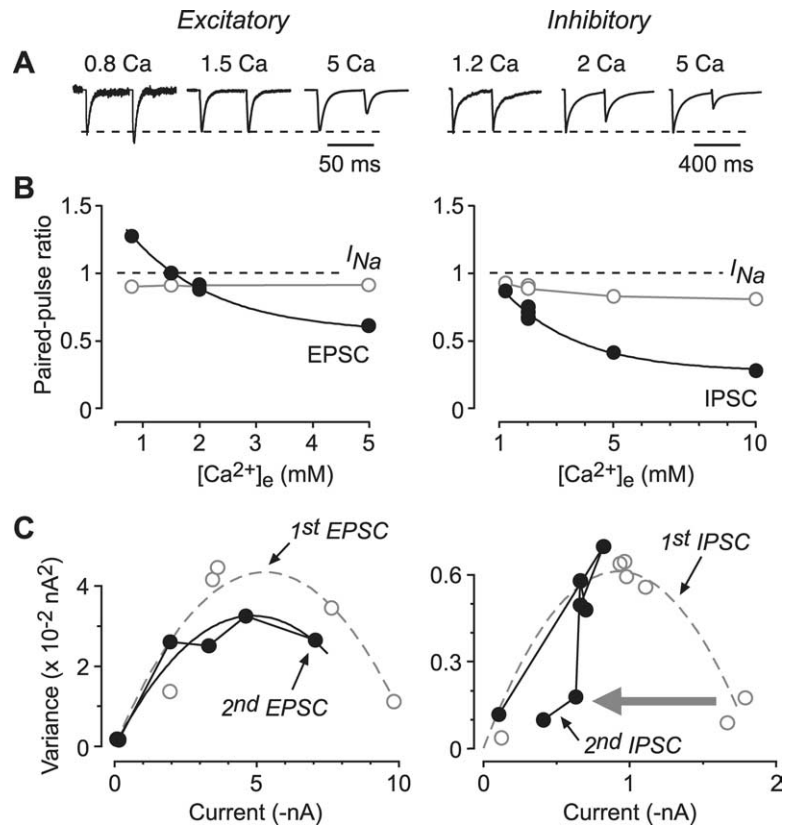 Excitatory Inhibitory
A 0.8 Ca 1.5 Ca 5 Ca 1.2 Ca 2 Ca 5 Ca
50 ms 400 ms
B
Paired-pulse ratio
1.5
1
0.5
0
I Na
EPSC
1 2 3 4 5
[Ca2+]e (mM)
1.5
1
0.5
0
I Na
IPSC
1 5 10
[Ca2+]e (mM)
C
Variance (x 10-2 nA2)
4
2
0
1st EPSC
2nd EPSC
0 5 10
Current (-nA)
0.6
0.3
0
1st IPSC
2nd IPSC
0 1 2
Current (-nA)